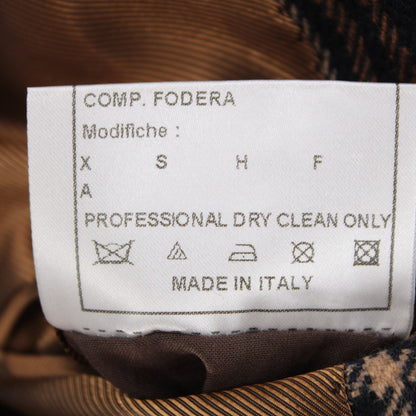 COMP. FODERA
Modifiche :
X S H F
A
PROFESSIONAL DRY CLEAN ONLY
MADE IN ITALY